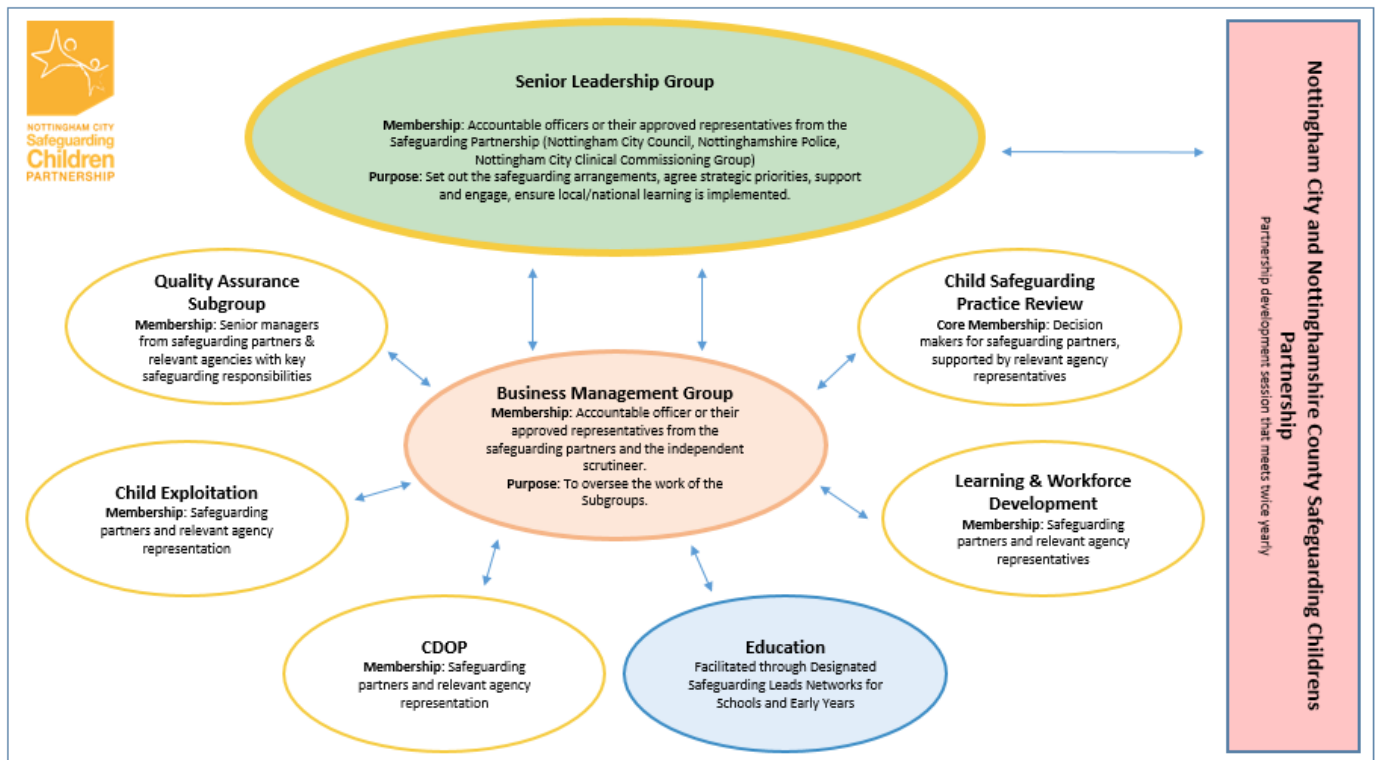 NOTTINGHAM CITY
Safeguarding
Children
PARTNERSHIP
Senior Leadership Group
Membership: Accountable officers or their approved representatives from the
Safeguarding Partnership (Nottingham City Council, Nottinghamshire Police,
Nottingham City Clinical Commissioning Group)
Purpose: Set out the safeguarding arrangements, agree strategic priorities, support
and engage, ensure local/national learning is implemented.
Quality Assurance
Subgroup
Membership: Senior managers
from safeguarding partners &
relevant agencies with key
safeguarding responsibilities
Child Safeguarding
Practice Review
Core Membership: Decision
makers for safeguarding partners,
supported by relevant agency
representatives
Business Management Group
Membership: Accountable officer or their
approved representatives from the
safeguarding partners and the independent
scrutineer.
Purpose: To oversee the work of the
Subgroups.
Child Exploitation
Membership: Safeguarding
partners and relevant agency
representation
Learning & Workforce
Development
Membership: Safeguarding
partners and relevant agency
representatives
CDOP
Membership: Safeguarding
partners and relevant agency
representation
Education
Facilitated through Designated
Safeguarding Leads Networks for
Schools and Early Years
Nottingham City and Nottinghamshire County Safeguarding Childrens
Partnership
Partnership development session that meets twice yearly